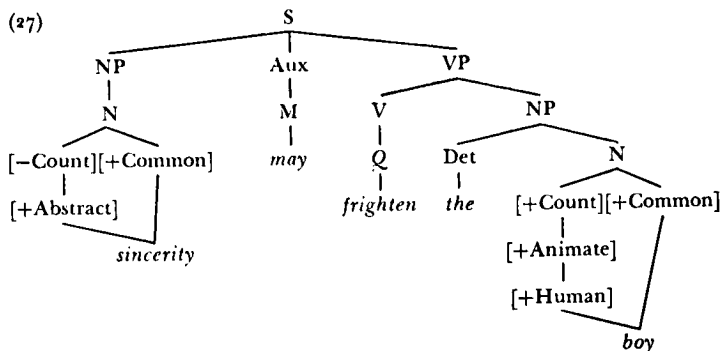 (27) S
NP Aux VP
N M V NP
[−Count][+Common] may Q Det N
[+Abstract] frighten the [+Count][+Common]
sincerity [+Animate]
[+Human]
boy